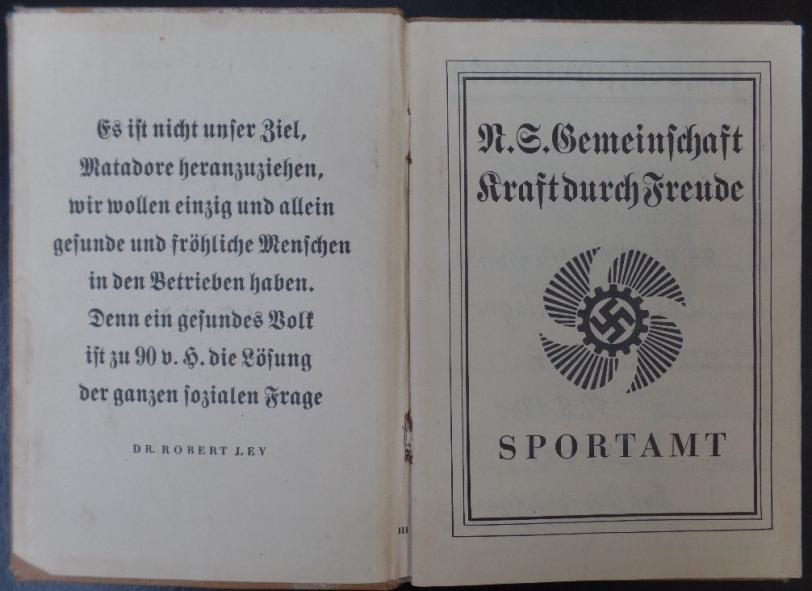 Es ist nicht unser Ziel,
Matadore heranzuziehen,
wir wollen einzig und allein
gesunde und fröhliche Menschen
in den Betrieben haben.
Denn ein gesundes Volk
ist zu 90 v. H. die Lösung
der ganzen sozialen Frage
DR. ROBERT LEY
III
N.S. Gemeinschaft
Kraft durch Freude
SPORTAMT